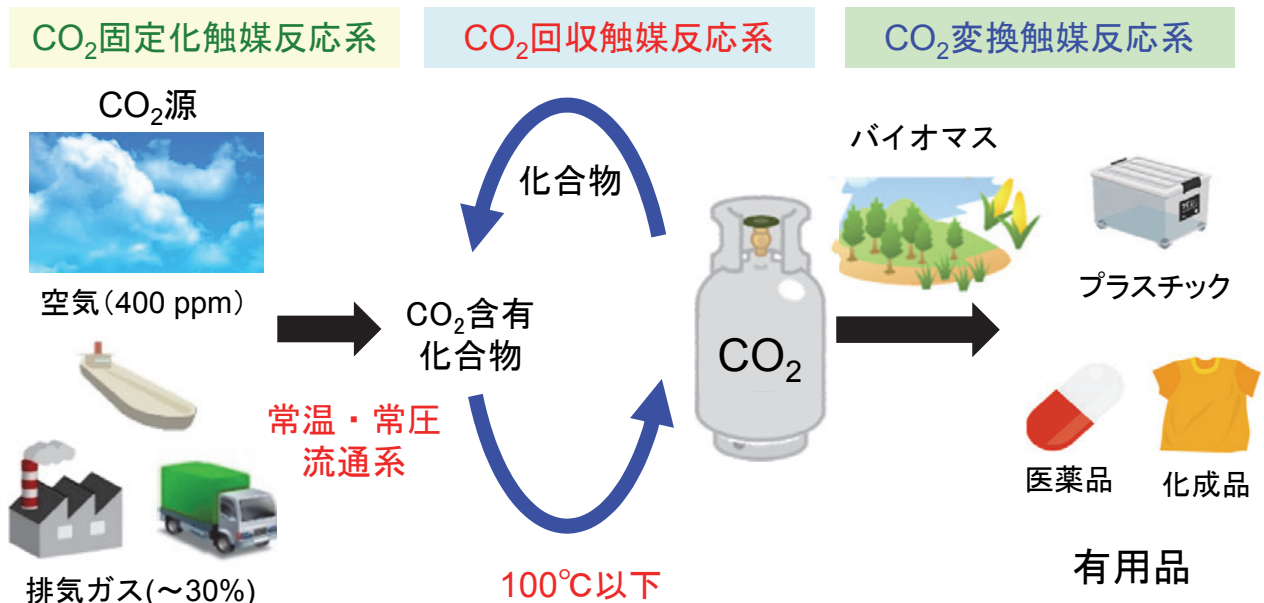 CO₂固定化触媒反応系
CO₂源
空気(400 ppm)
排気ガス(～30%)
常温・常圧
流通系
CO₂回収触媒反応系
化合物
CO₂含有
化合物
100℃以下
CO₂
CO₂変換触媒反応系
バイオマス
プラスチック
医薬品
化成品
有用品